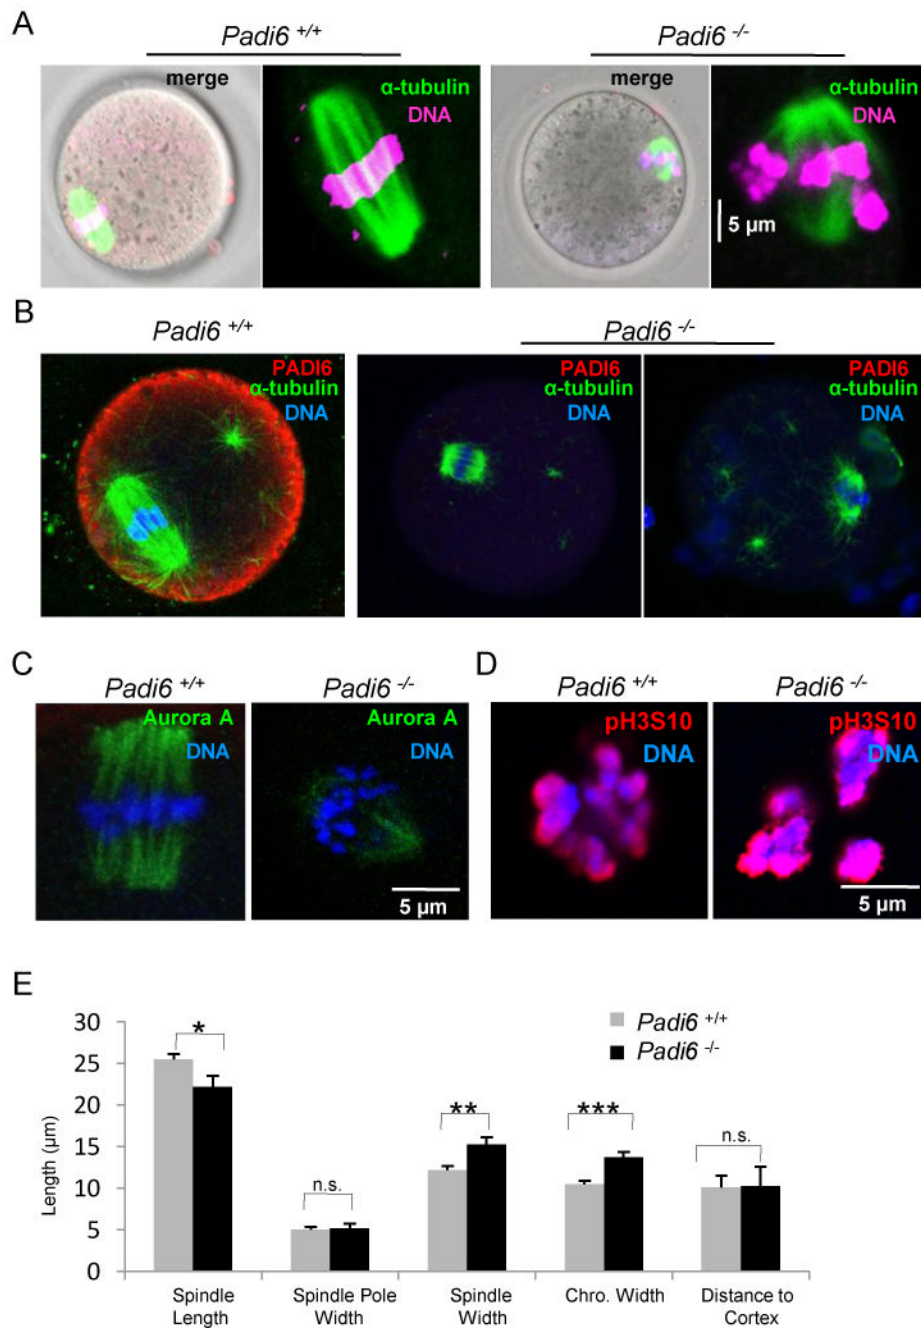 A
Padi6 +/+
Padi6 -/-
merge
α-tubulin
DNA
merge
α-tubulin
DNA
5 µm
B
Padi6 +/+
Padi6 -/-
PADI6
α-tubulin
DNA
PADI6
α-tubulin
DNA
PADI6
α-tubulin
DNA
C
Padi6 +/+
Padi6 -/-
Aurora A
DNA
Aurora A
DNA
5 µm
D
Padi6 +/+
Padi6 -/-
pH3S10
DNA
pH3S10
DNA
5 µm
E
Length (µm)
30
25
20
15
10
5
0
*
n.s.
**
***
n.s.
Padi6 +/+
Padi6 -/-
Spindle
Length
Spindle Pole
Width
Spindle
Width
Chro. Width
Distance to
Cortex